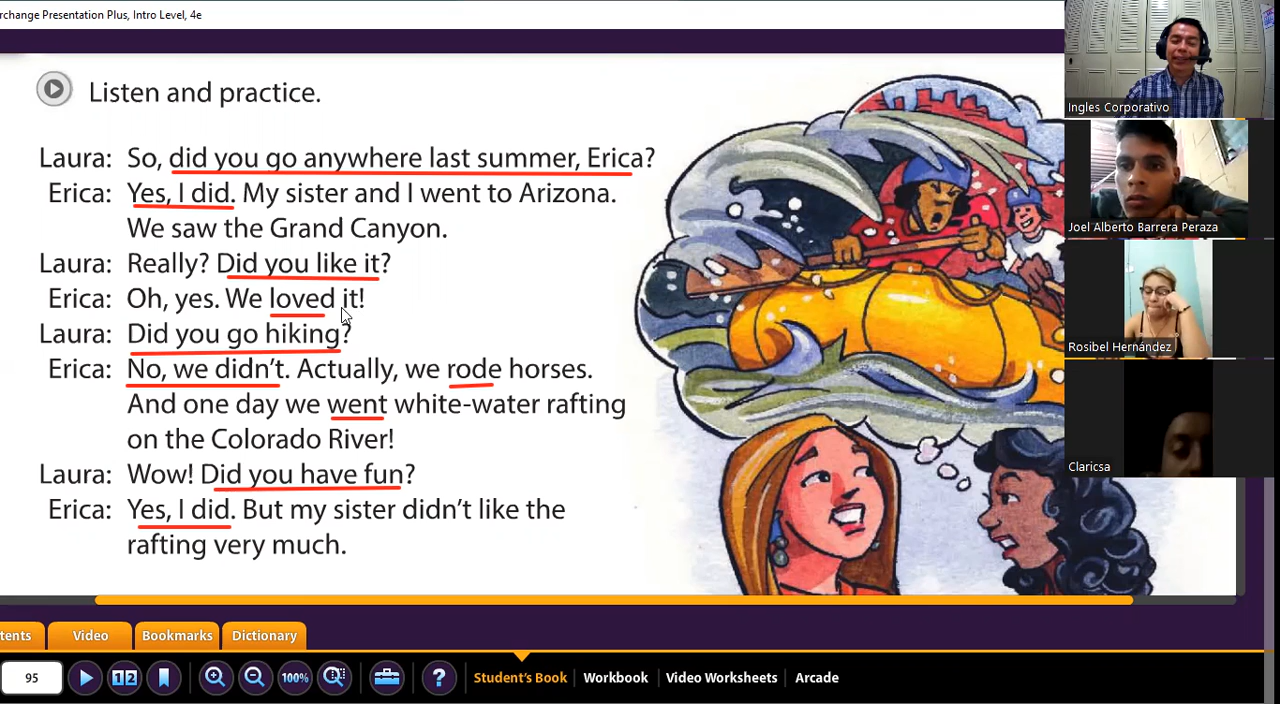 rchange Presentation Plus, Intro Level, 4e
Listen and practice.
Laura: So, did you go anywhere last summer, Erica?
Erica: Yes, I did. My sister and I went to Arizona.
We saw the Grand Canyon.
Laura: Really? Did you like it?
Erica: Oh, yes. We loved it!
Laura: Did you go hiking?
Erica: No, we didn't. Actually, we rode horses.
And one day we went white-water rafting
on the Colorado River!
Laura: Wow! Did you have fun?
Erica: Yes, I did. But my sister didn't like the
rafting very much.
Ingles Corporativo
Joel Alberto Barrera Peraza
Rosibel Hernández
Claricsa
tents Video Bookmarks Dictionary
95 12 100% ? Student's Book Workbook Video Worksheets Arcade